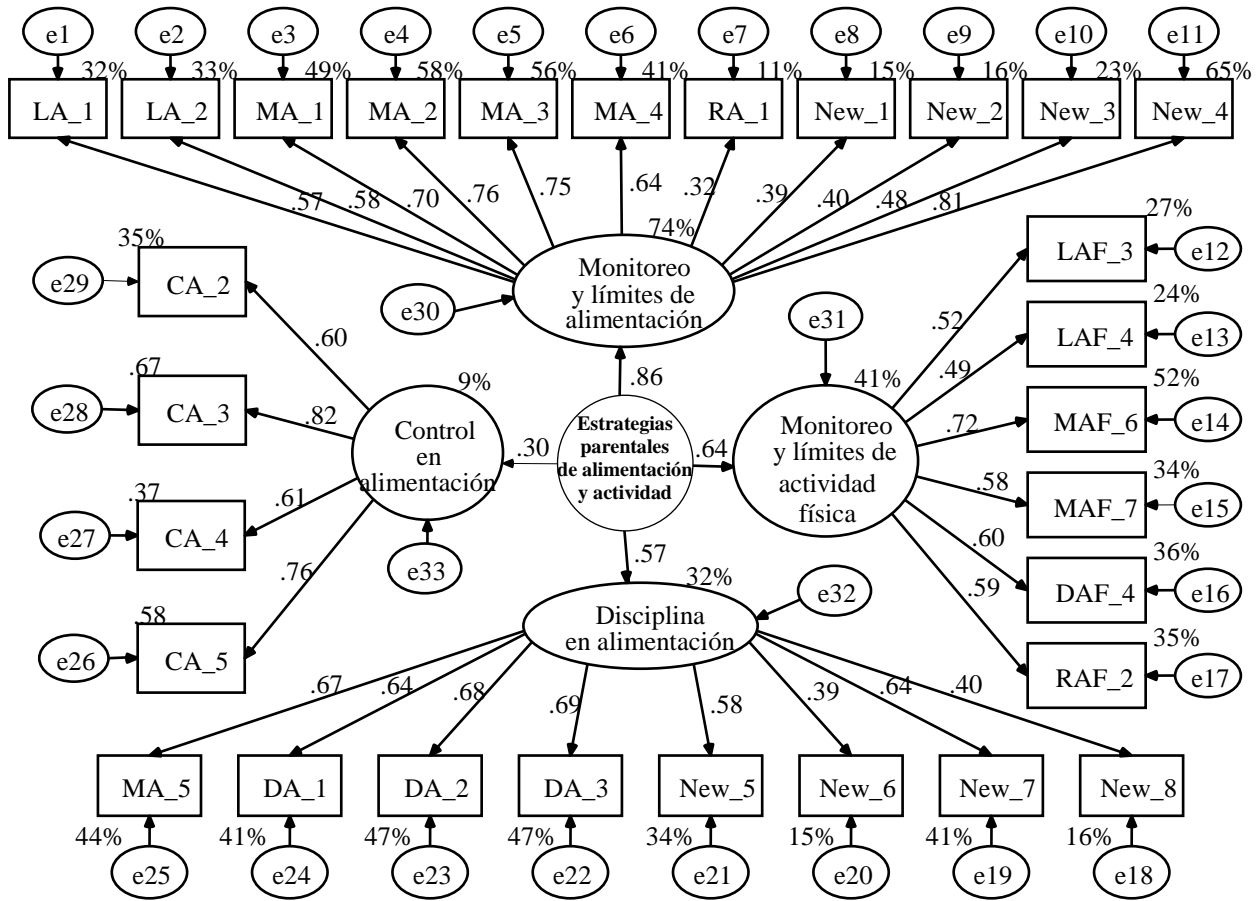 e1 e2 e3 e4 e5 e6 e7 e8 e9 e10 e11
32% 33% 49% 58% 56% 41% 11% 15% 16% 23% 65%
LA_1 LA_2 MA_1 MA_2 MA_3 MA_4 RA_1 New_1 New_2 New_3 New_4
.57 .58 .70 .76 .75 .64 .32 .39 .40 .48 .81
74%
Monitoreo
y límites de
alimentación
e30
35%
e29 CA_2
.60
.67
e28 CA_3
.82
.37
e27 CA_4
.61
.58
e26 CA_5
.76
9%
Control
en
alimentación
e33
.30
.86
Estrategias
parentales
de alimentación
y actividad
.64
.57
e31
41%
Monitoreo
y límites de
actividad
física
27%
.52
LAF_3 e12
24%
.49
LAF_4 e13
52%
.72
MAF_6 e14
34%
.58
MAF_7 e15
36%
.60
DAF_4 e16
35%
.59
RAF_2 e17
32%
Disciplina
en alimentación
e32
.67 .64 .68 .69 .58 .39 .64 .40
MA_5 DA_1 DA_2 DA_3 New_5 New_6 New_7 New_8
44% 41% 47% 47% 34% 15% 41% 16%
e25 e24 e23 e22 e21 e20 e19 e18